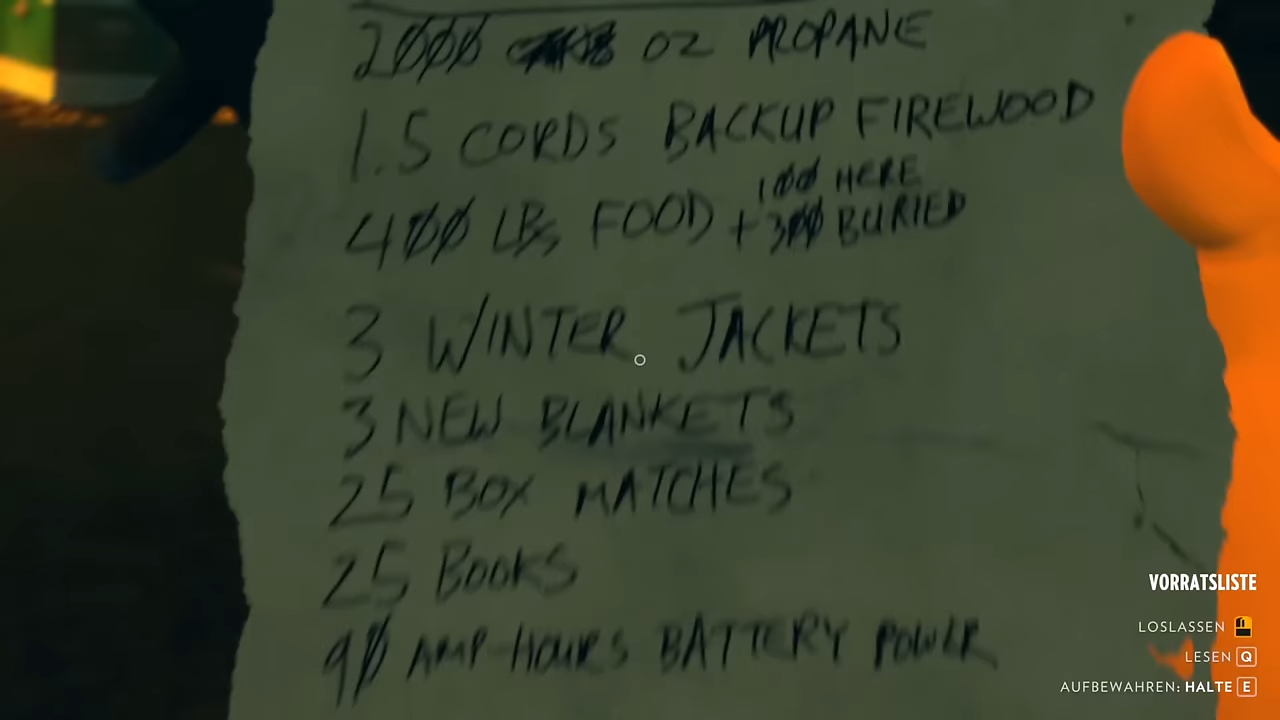 2000 OZ PROPANE
1.5 CORDS BACKUP FIREWOOD
100 HERE
400 LBS FOOD + 300 BURIED
3 WINTER JACKETS
3 NEW BLANKETS
25 BOX MATCHES
25 BOOKS
90 AMP-HOURS BATTERY POWER
VORRATSLISTE
LOSLASSEN
LESEN Q
AUFBEWAHREN: HALTE E